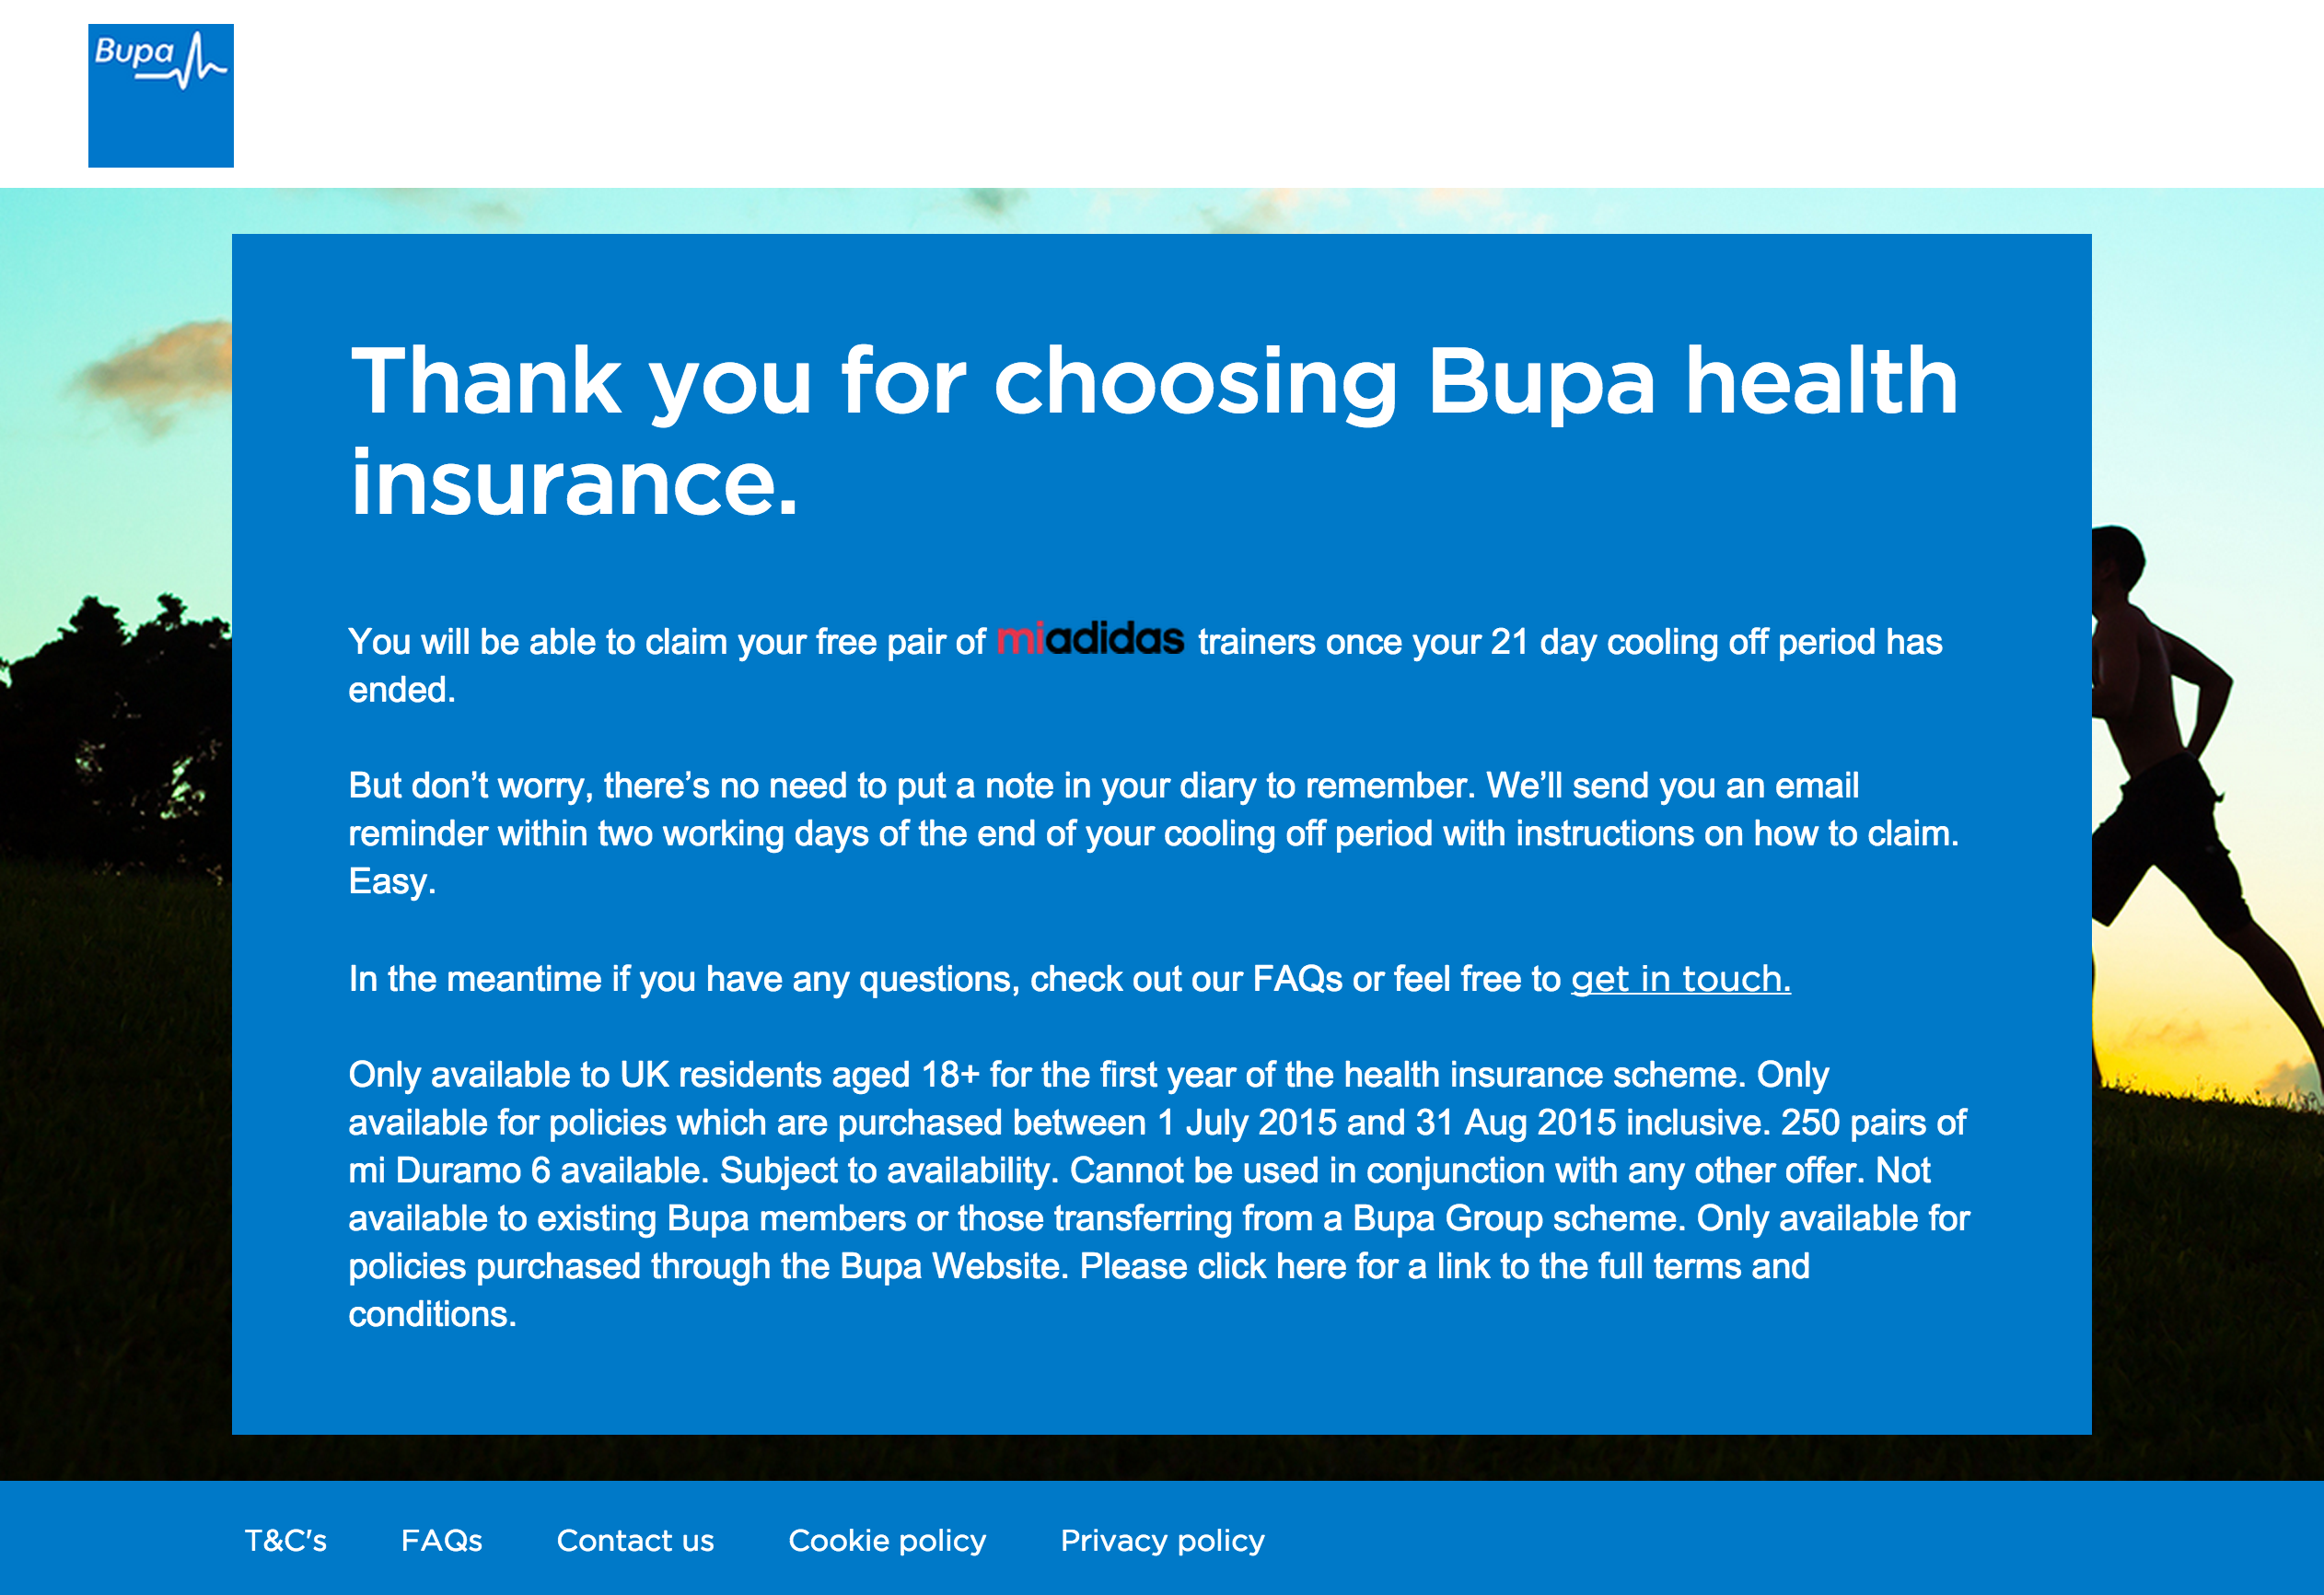 Bupa
Thank you for choosing Bupa health
insurance.
You will be able to claim your free pair of miadidas trainers once your 21 day cooling off period has
ended.
But don’t worry, there’s no need to put a note in your diary to remember. We’ll send you an email
reminder within two working days of the end of your cooling off period with instructions on how to claim.
Easy.
In the meantime if you have any questions, check out our FAQs or feel free to get in touch.
Only available to UK residents aged 18+ for the first year of the health insurance scheme. Only
available for policies which are purchased between 1 July 2015 and 31 Aug 2015 inclusive. 250 pairs of
mi Duramo 6 available. Subject to availability. Cannot be used in conjunction with any other offer. Not
available to existing Bupa members or those transferring from a Bupa Group scheme. Only available for
policies purchased through the Bupa Website. Please click here for a link to the full terms and
conditions.
T&C's FAQs Contact us Cookie policy Privacy policy